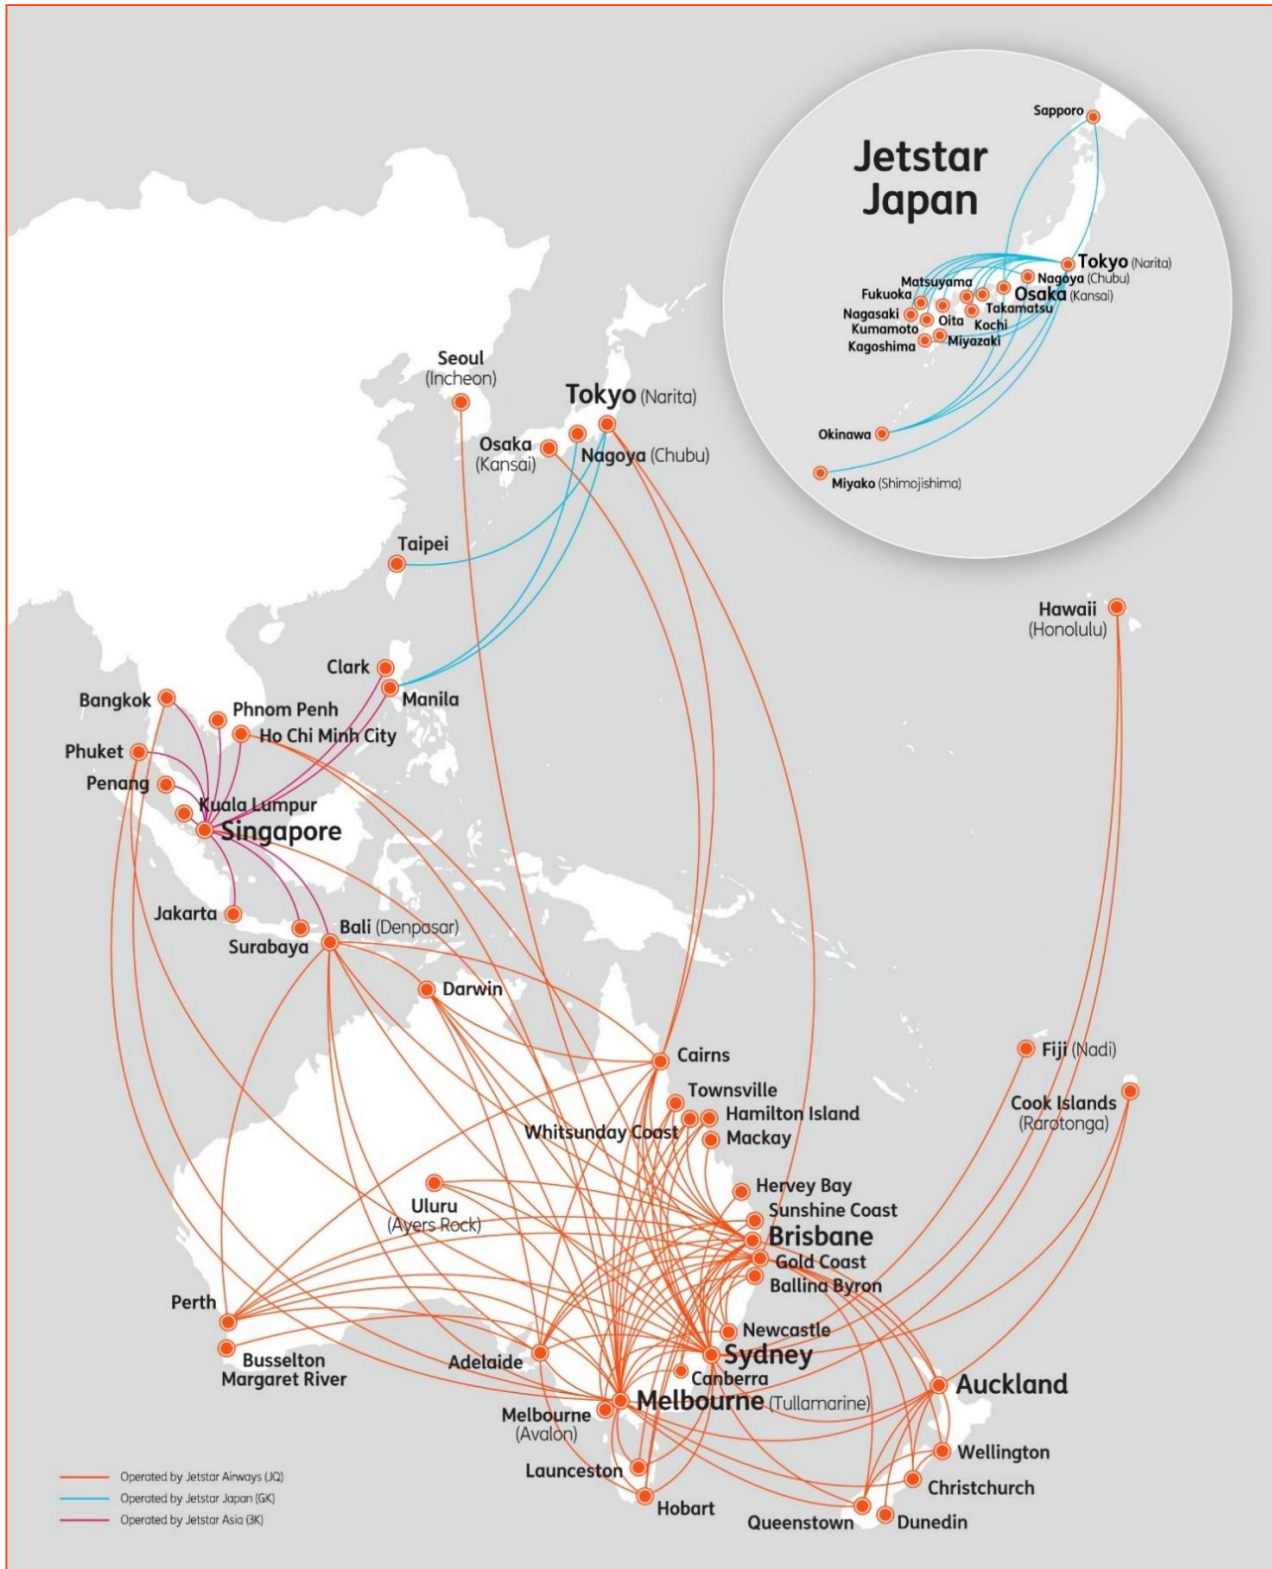 Sapporo
Jetstar
Japan
Tokyo (Narita)
Nagoya (Chubu)
Matsuyama
Fukuoka
Osaka (Kansai)
Takamatsu
Nagasaki
Oita
Kochi
Kumamoto
Miyazaki
Kagoshima
Okinawa
Miyako (Shimojishima)
Seoul
(Incheon)
Tokyo (Narita)
Osaka
(Kansai)
Nagoya (Chubu)
Taipei
Hawaii
(Honolulu)
Clark
Manila
Bangkok
Phnom Penh
Ho Chi Minh City
Phuket
Penang
Kuala Lumpur
Singapore
Jakarta
Surabaya
Bali (Denpasar)
Darwin
Cairns
Fiji (Nadi)
Townsville
Cook Islands
(Rarotonga)
Hamilton Island
Whitsunday Coast
Mackay
Hervey Bay
Uluru
(Ayers Rock)
Sunshine Coast
Brisbane
Gold Coast
Ballina Byron
Perth
Newcastle
Sydney
Busselton
Margaret River
Adelaide
Canberra
Auckland
Melbourne (Tullamarine)
Melbourne
(Avalon)
Wellington
Launceston
Christchurch
Hobart
Queenstown
Dunedin
Operated by Jetstar Airways (JQ)
Operated by Jetstar Japan (GK)
Operated by Jetstar Asia (3K)